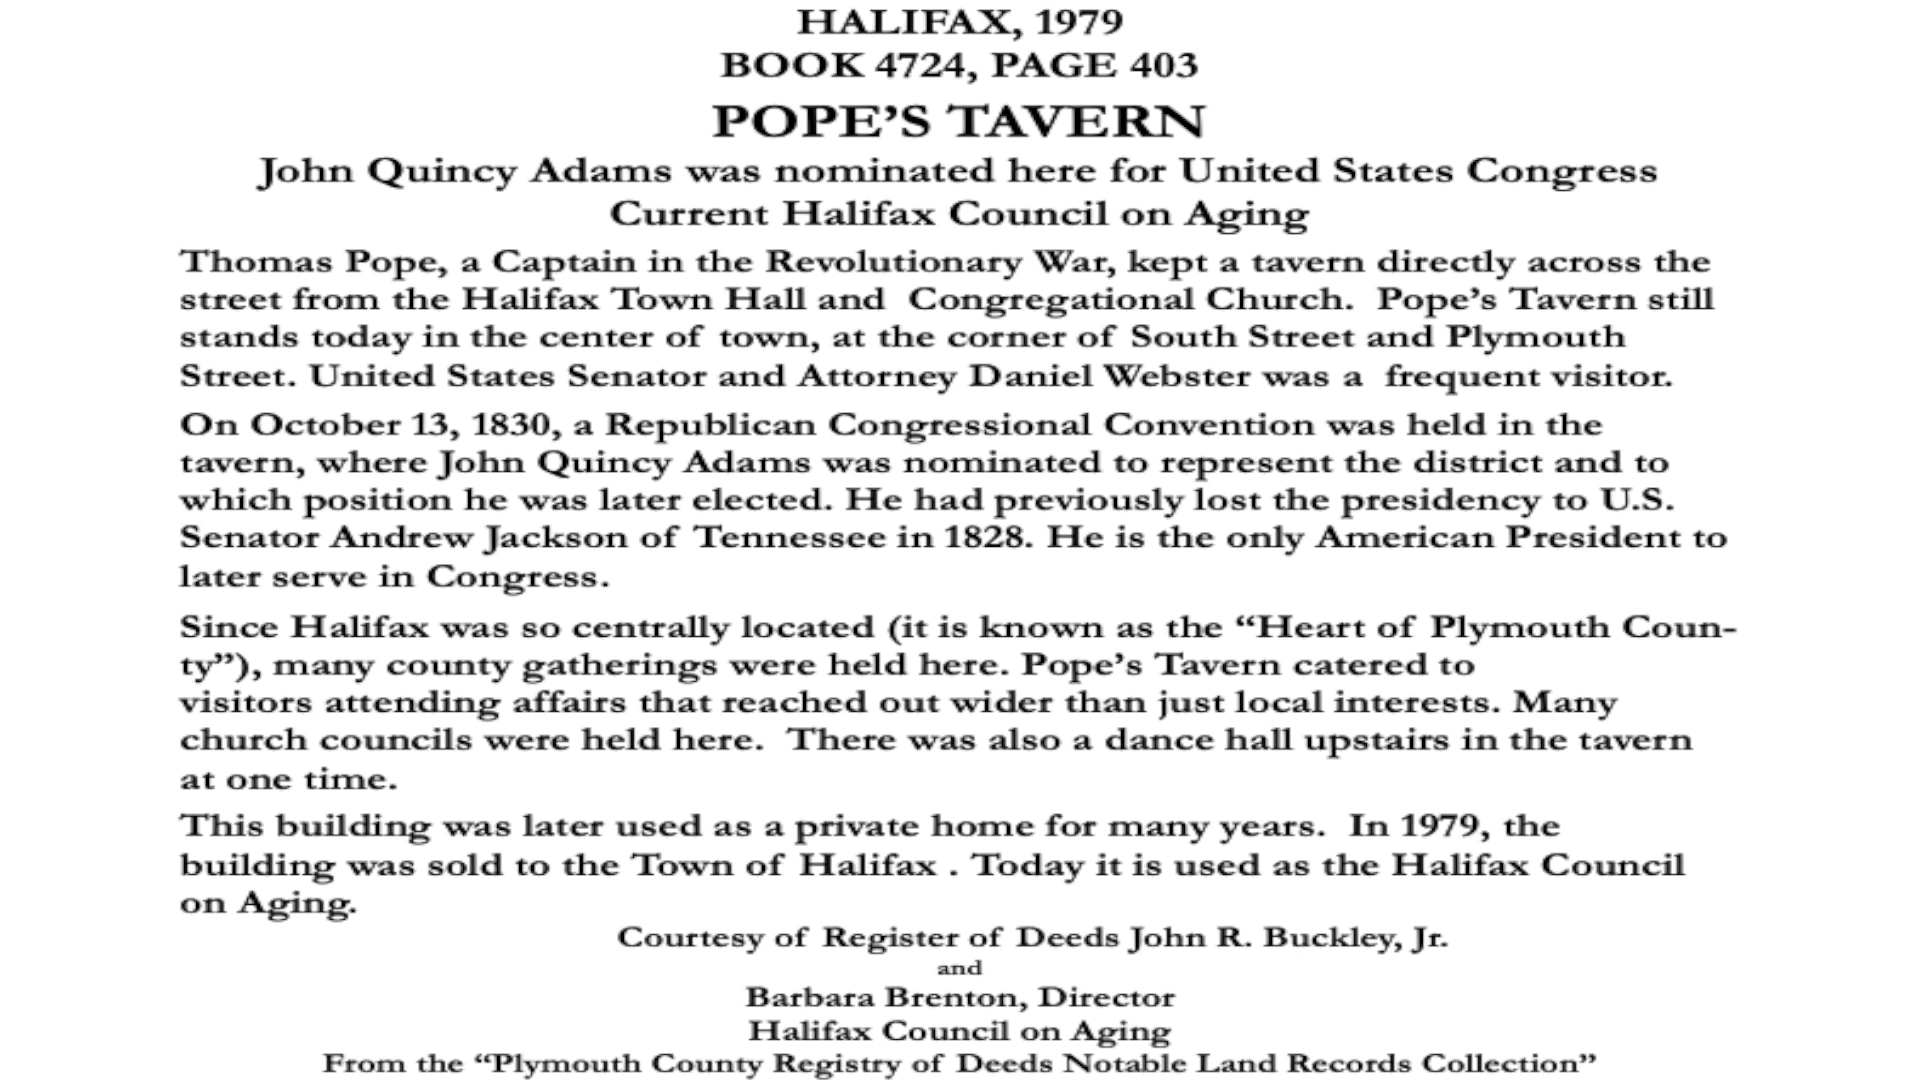 HALIFAX, 1979
BOOK 4724, PAGE 403
POPE’S TAVERN
John Quincy Adams was nominated here for United States Congress
Current Halifax Council on Aging
Thomas Pope, a Captain in the Revolutionary War, kept a tavern directly across the
street from the Halifax Town Hall and Congregational Church. Pope’s Tavern still
stands today in the center of town, at the corner of South Street and Plymouth
Street. United States Senator and Attorney Daniel Webster was a frequent visitor.
On October 13, 1830, a Republican Congressional Convention was held in the
tavern, where John Quincy Adams was nominated to represent the district and to
which position he was later elected. He had previously lost the presidency to U.S.
Senator Andrew Jackson of Tennessee in 1828. He is the only American President to
later serve in Congress.
Since Halifax was so centrally located (it is known as the “Heart of Plymouth Coun-
ty”), many county gatherings were held here. Pope’s Tavern catered to
visitors attending affairs that reached out wider than just local interests. Many
church councils were held here. There was also a dance hall upstairs in the tavern
at one time.
This building was later used as a private home for many years. In 1979, the
building was sold to the Town of Halifax . Today it is used as the Halifax Council
on Aging.
Courtesy of Register of Deeds John R. Buckley, Jr.
and
Barbara Brenton, Director
Halifax Council on Aging
From the “Plymouth County Registry of Deeds Notable Land Records Collection”